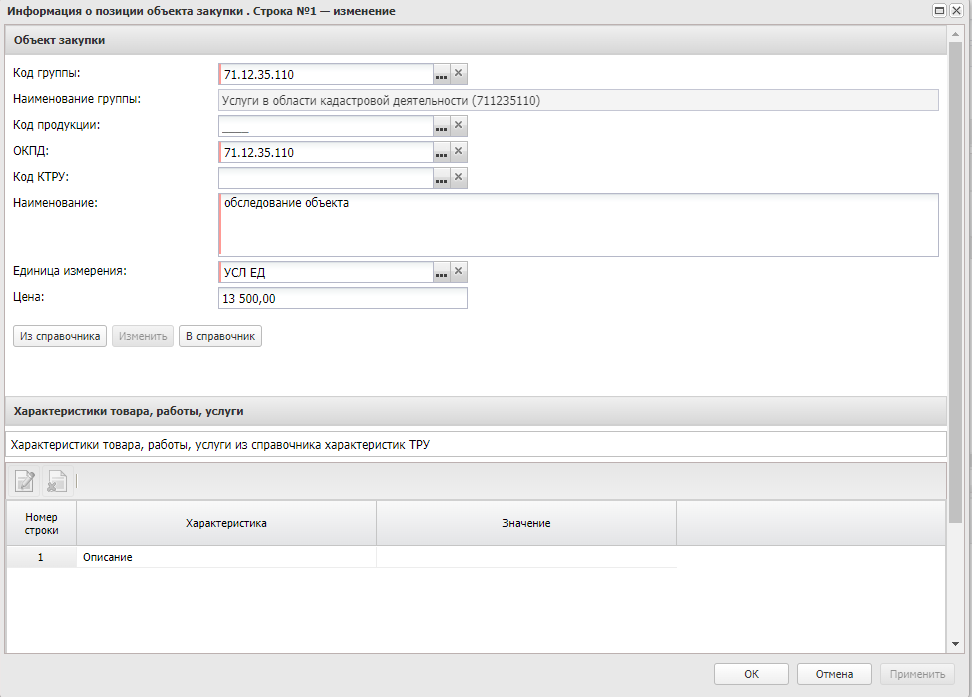 Информация о позиции объекта закупки . Строка №1 — изменение
Объект закупки
Код группы: 71.12.35.110
Наименование группы: Услуги в области кадастровой деятельности (711235110)
Код продукции: _____
ОКПД: 71.12.35.110
Код КТРУ:
Наименование: обследование объекта
Единица измерения: УСЛ ЕД
Цена: 13 500,00
Из справочника Изменить В справочник
Характеристики товара, работы, услуги
Характеристики товара, работы, услуги из справочника характеристик ТРУ
Номер строки Характеристика Значение
1 Описание
ОК Отмена Применить